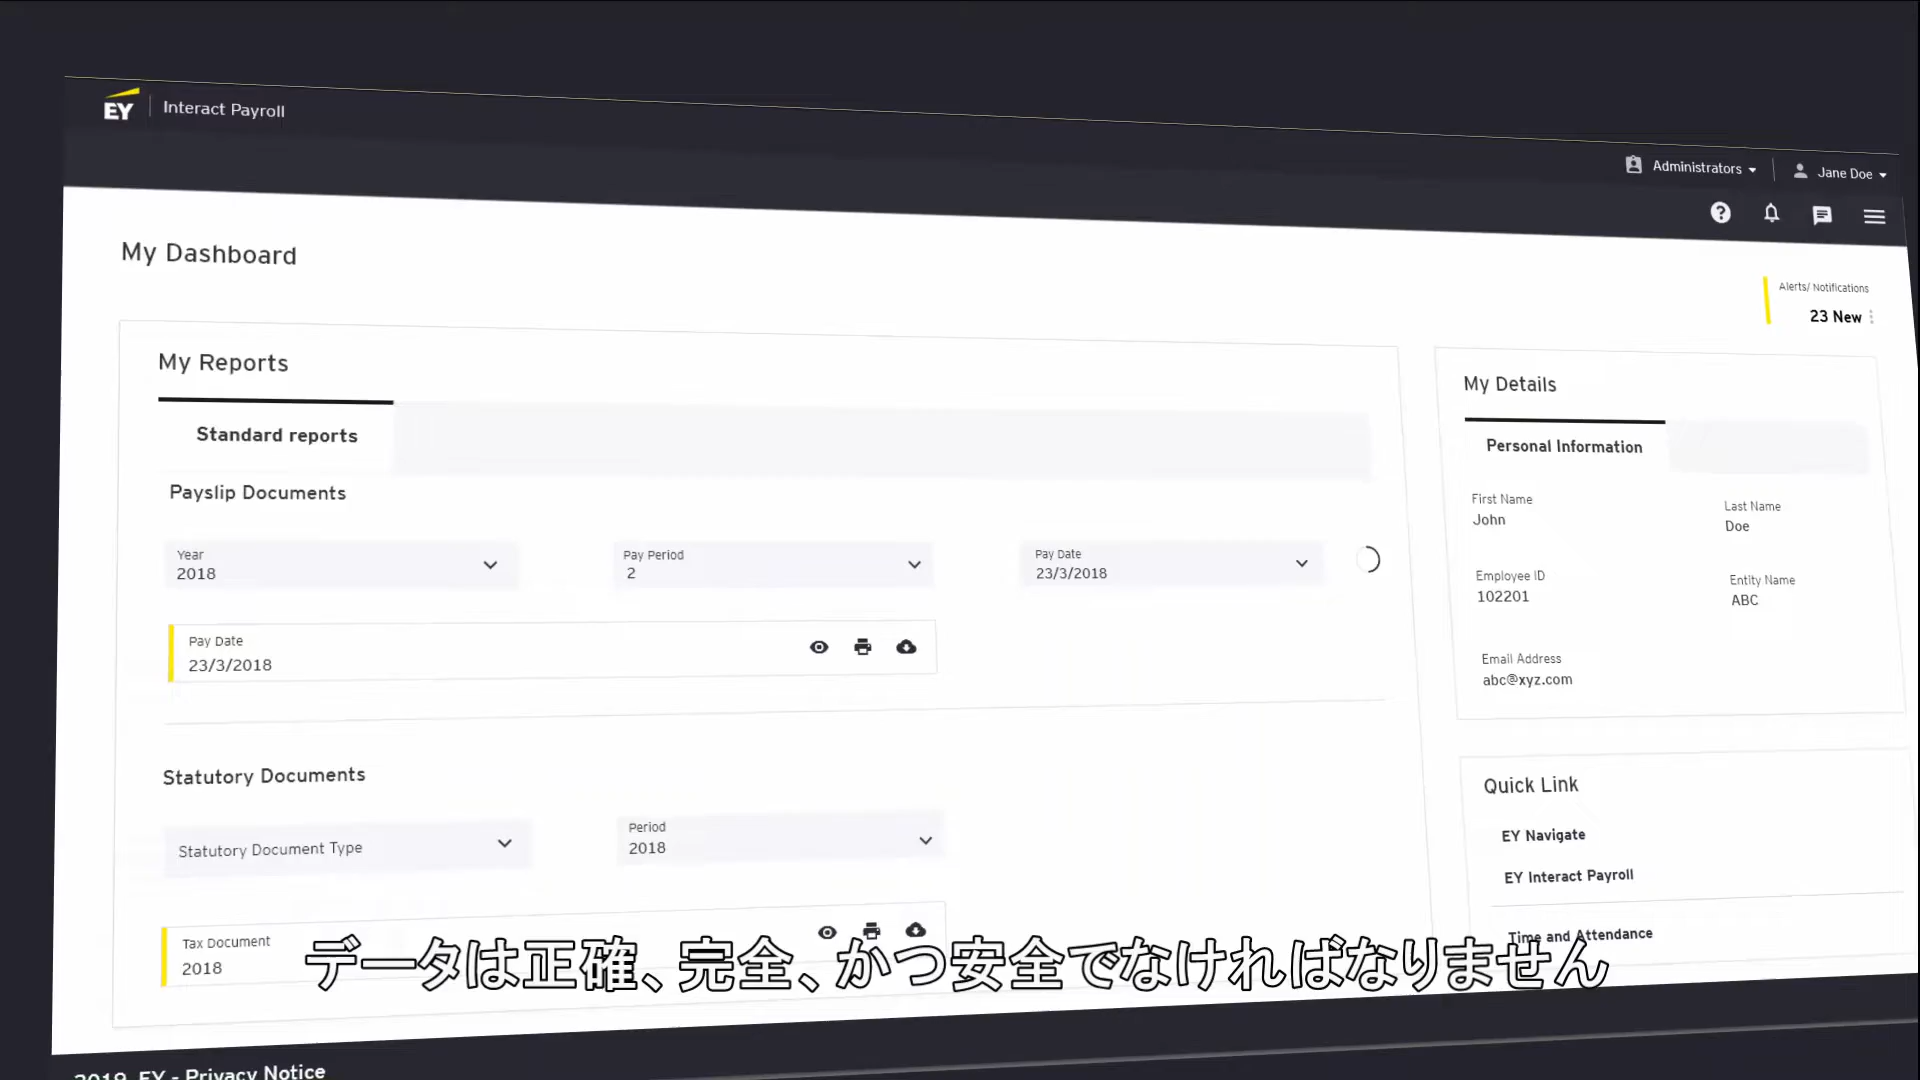 EY
Interact Payroll
Administrators
Jane Doe
My Dashboard
Alerts/ Notifications
23 New
My Reports
Standard reports
Payslip Documents
Year
2018
Pay Period
2
Pay Date
23/3/2018
Pay Date
23/3/2018
Statutory Documents
Statutory Document Type
Period
2018
Tax Document
2018
My Details
Personal Information
First Name
John
Last Name
Doe
Employee ID
102201
Entity Name
ABC
Email Address
abc@xyz.com
Quick Link
EY Navigate
EY Interact Payroll
Time and Attendance
データは正確、完全、かつ安全でなければなりません
2019, EY - Privacy Notice